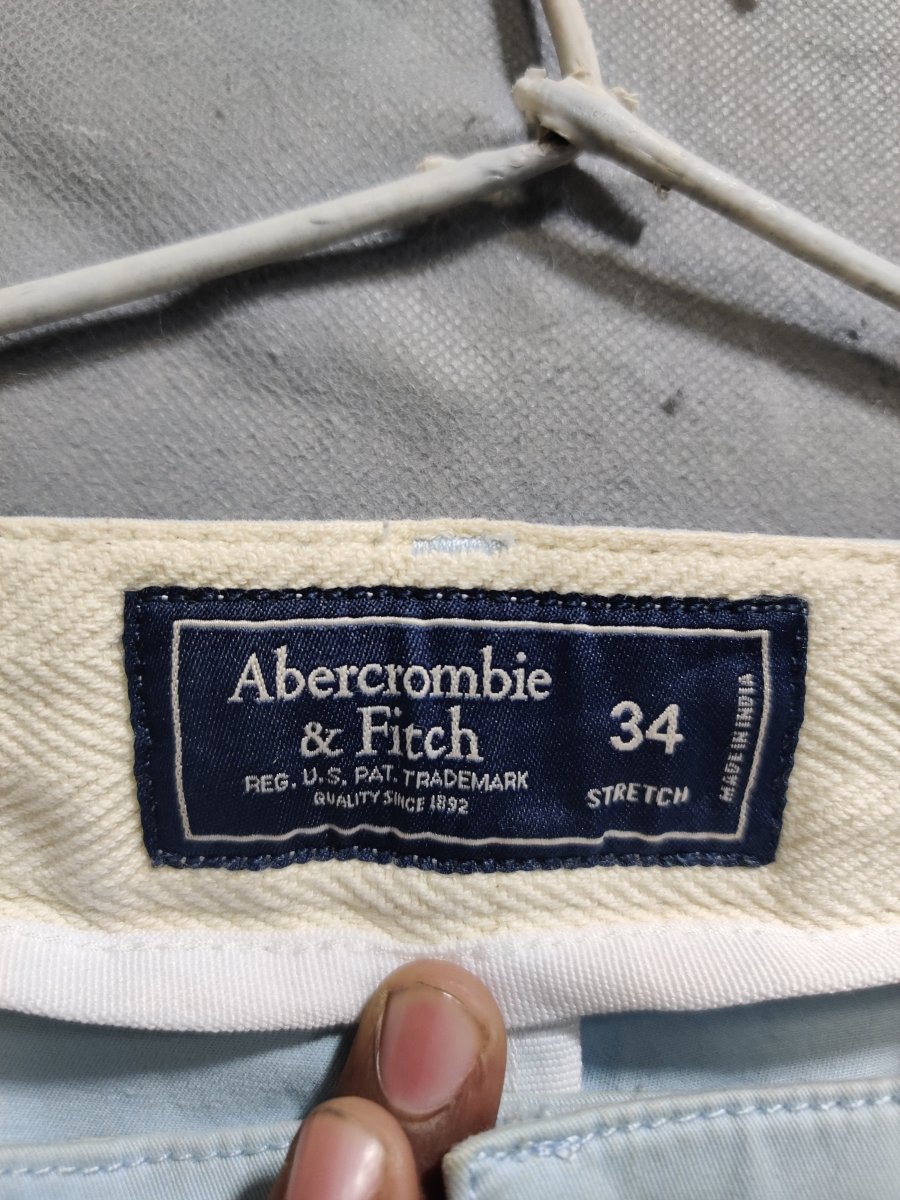 Abercrombie
& Fitch
REG. U.S. PAT. TRADEMARK
QUALITY SINCE 1892
34
STRETCH
MADE IN INDIA